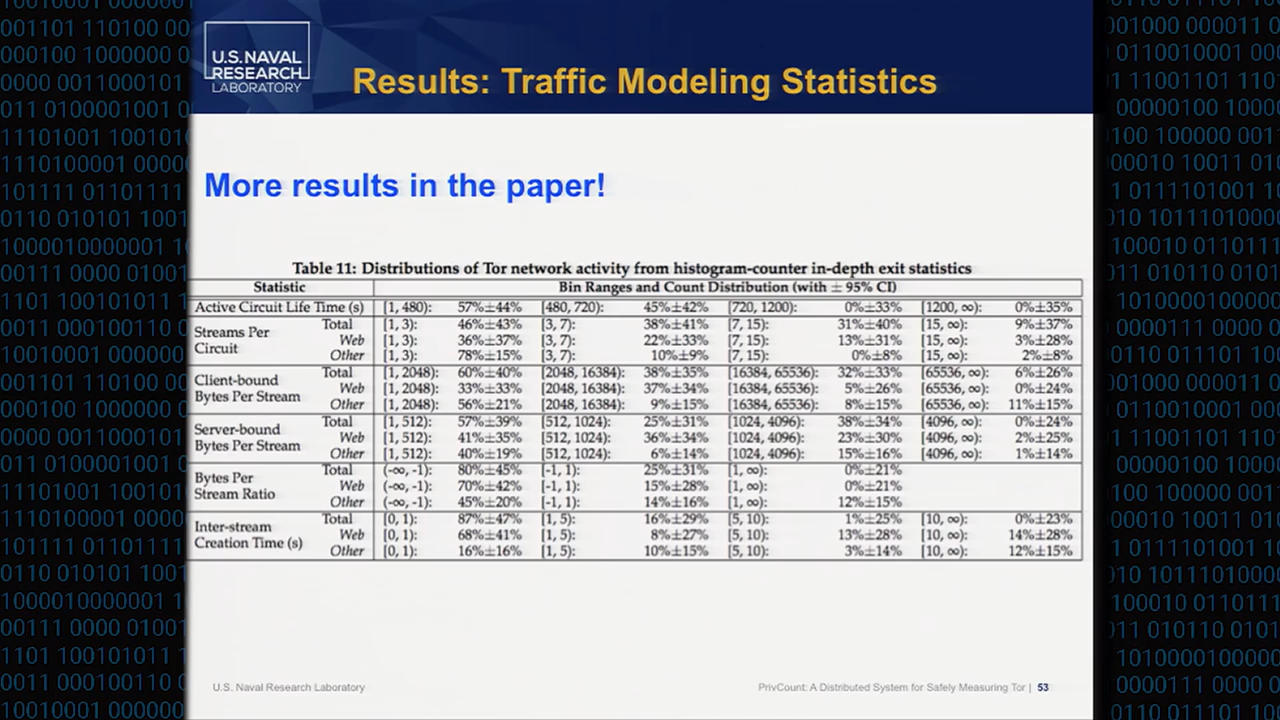 U.S. NAVAL
RESEARCH
LABORATORY
Results: Traffic Modeling Statistics
More results in the paper!
Table 11: Distributions of Tor network activity from histogram-counter in-depth exit statistics
Statistic Bin Ranges and Count Distribution (with ± 95% CI)
Active Circuit Life Time (s) [1, 480): 57%±44% [480, 720): 45%±42% [720, 1200): 0%±33% [1200, ∞): 0%±35%
Streams Per Circuit Total [1, 3): 46%±43% [3, 7): 38%±41% [7, 15): 31%±40% [15, ∞): 9%±37%
Web [1, 3): 36%±37% [3, 7): 22%±33% [7, 15): 13%±31% [15, ∞): 3%±28%
Other [1, 3): 78%±15% [3, 7): 10%±9% [7, 15): 0%±8% [15, ∞): 2%±8%
Client-bound Bytes Per Stream Total [1, 2048): 60%±40% [2048, 16384): 38%±35% [16384, 65536): 32%±33% [65536, ∞): 6%±26%
Web [1, 2048): 33%±33% [2048, 16384): 37%±34% [16384, 65536): 5%±26% [65536, ∞): 0%±24%
Other [1, 2048): 56%±21% [2048, 16384): 9%±15% [16384, 65536): 8%±15% [65536, ∞): 11%±15%
Server-bound Bytes Per Stream Total [1, 512): 57%±39% [512, 1024): 25%±31% [1024, 4096): 38%±34% [4096, ∞): 0%±24%
Web [1, 512): 41%±35% [512, 1024): 36%±34% [1024, 4096): 23%±30% [4096, ∞): 2%±25%
Other [1, 512): 40%±19% [512, 1024): 6%±14% [1024, 4096): 15%±16% [4096, ∞): 1%±14%
Bytes Per Stream Ratio Total (-∞, -1): 80%±45% [-1, 1): 25%±31% [1, ∞): 0%±21%
Web (-∞, -1): 70%±42% [-1, 1): 15%±28% [1, ∞): 0%±21%
Other (-∞, -1): 45%±20% [-1, 1): 14%±16% [1, ∞): 12%±15%
Inter-stream Creation Time (s) Total [0, 1): 87%±47% [1, 5): 16%±29% [5, 10): 1%±25% [10, ∞): 0%±23%
Web [0, 1): 68%±41% [1, 5): 8%±27% [5, 10): 13%±28% [10, ∞): 14%±28%
Other [0, 1): 16%±16% [1, 5): 10%±15% [5, 10): 3%±14% [10, ∞): 12%±15%
U.S. Naval Research Laboratory
PrivCount: A Distributed System for Safely Measuring Tor | 53